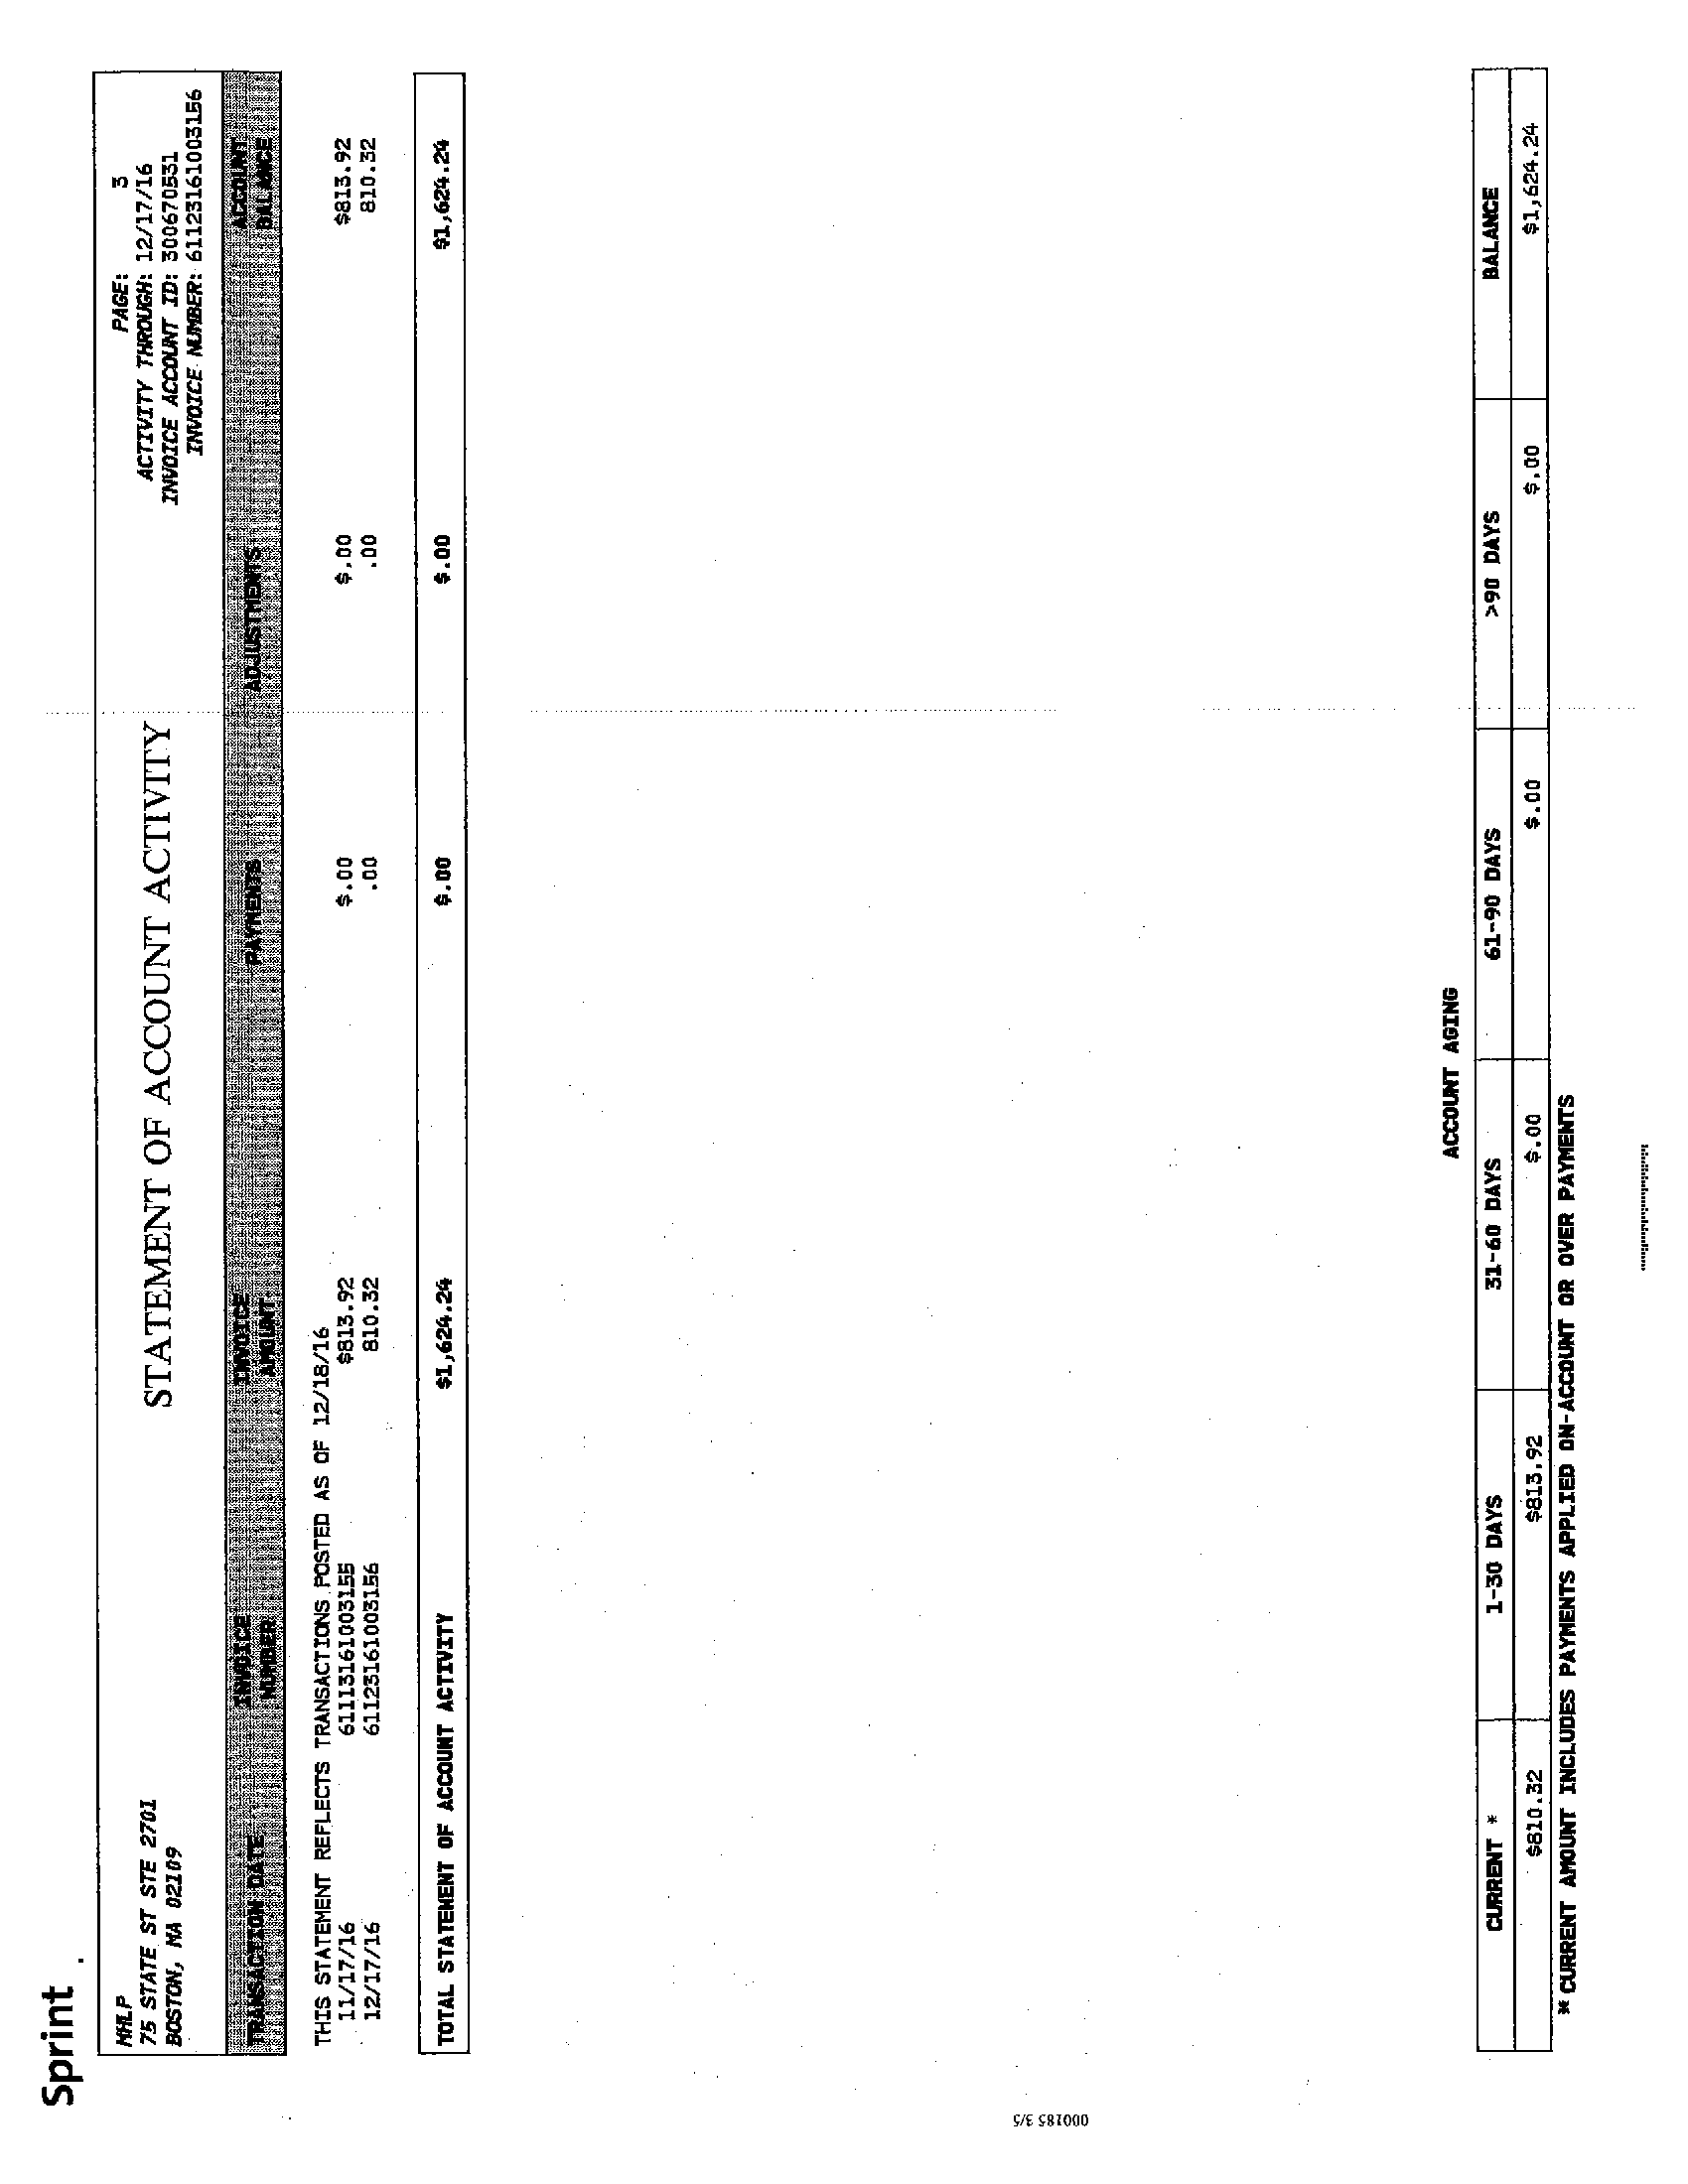 Sprint
MHLP
75 STATE ST STE 2701
BOSTON, MA 02109
STATEMENT OF ACCOUNT ACTIVITY
PAGE: 3
ACTIVITY THROUGH: 12/17/16
INVOICE ACCOUNT ID: 300670531
INVOICE NUMBER: 61123161003156
TRANSACTION DATE INVOICE NUMBER INVOICE AMOUNT PAYMENTS ADJUSTMENTS ACCOUNT BALANCE
THIS STATEMENT REFLECTS TRANSACTIONS POSTED AS OF 12/18/16
11/17/16 61113161003155 $813.92 $.00 $.00 $813.92
12/17/16 61123161003156 810.32 .00 .00 810.32
TOTAL STATEMENT OF ACCOUNT ACTIVITY $1,624.24 $.00 $.00 $1,624.24
ACCOUNT AGING
CURRENT * 1-30 DAYS 31-60 DAYS 61-90 DAYS >90 DAYS BALANCE
$810.32 $813.92 $.00 $.00 $.00 $1,624.24
* CURRENT AMOUNT INCLUDES PAYMENTS APPLIED ON-ACCOUNT OR OVER PAYMENTS
000185 3/5